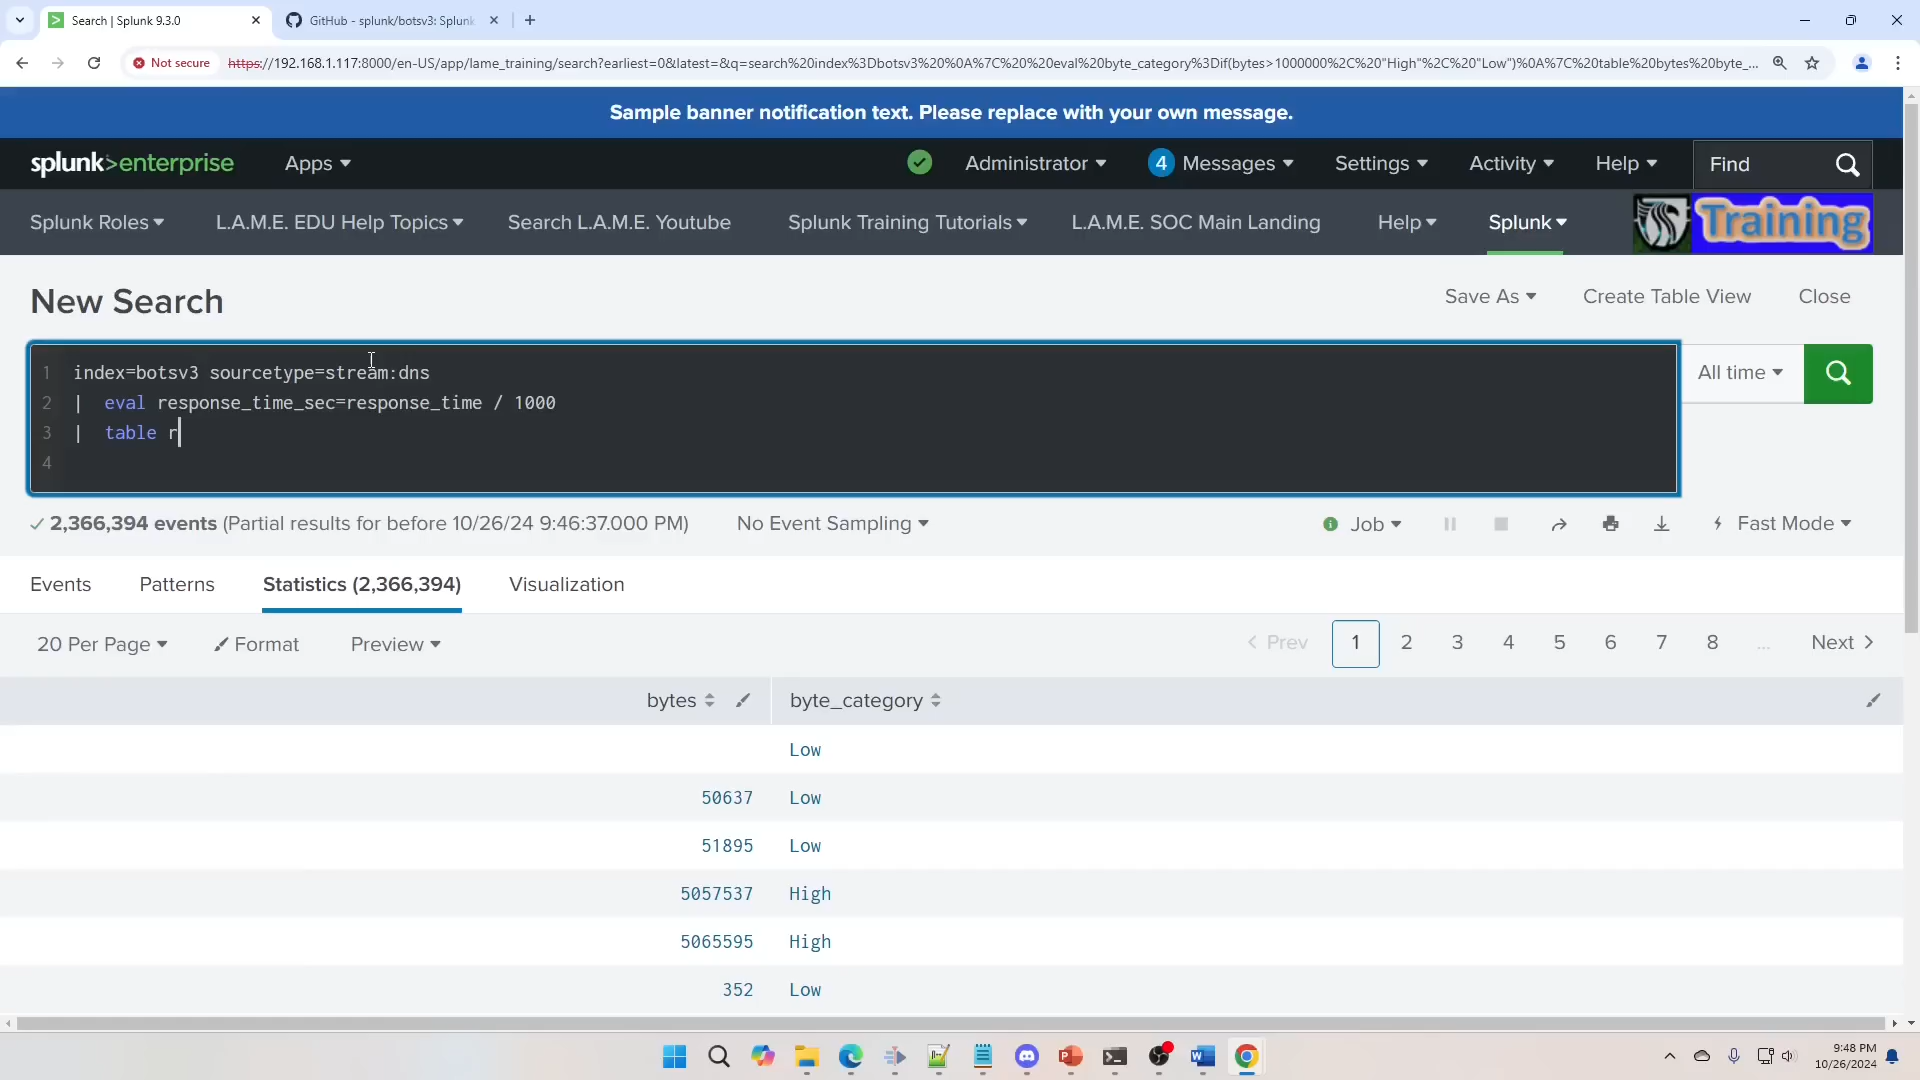 Search | Splunk 9.3.0
GitHub - splunk/botsv3: Splunk
Not secure
https://192.168.1.117:8000/en-US/app/lame_training/search?earliest=0&latest=&q=search%20index%3Dbotsv3%20%0A%7C%20%20eval%20byte_category%3Dif(bytes>1000000%2C%20"High"%2C%20"Low")%0A%7C%20table%20bytes%20byte_...
Sample banner notification text. Please replace with your own message.
splunk>enterprise
Apps
Administrator
4 Messages
Settings
Activity
Help
Find
Splunk Roles
L.A.M.E. EDU Help Topics
Search L.A.M.E. Youtube
Splunk Training Tutorials
L.A.M.E. SOC Main Landing
Help
Splunk
Training
New Search
Save As
Create Table View
Close
1 index=botsv3 sourcetype=stream:dns
2 | eval response_time_sec=response_time / 1000
3 | table r
4
All time
2,366,394 events (Partial results for before 10/26/24 9:46:37.000 PM)
No Event Sampling
Job
Fast Mode
Events
Patterns
Statistics (2,366,394)
Visualization
20 Per Page
Format
Preview
< Prev
1
2
3
4
5
6
7
8
...
Next >
bytes
byte_category
Low
50637 Low
51895 Low
5057537 High
5065595 High
352 Low
9:48 PM
10/26/2024